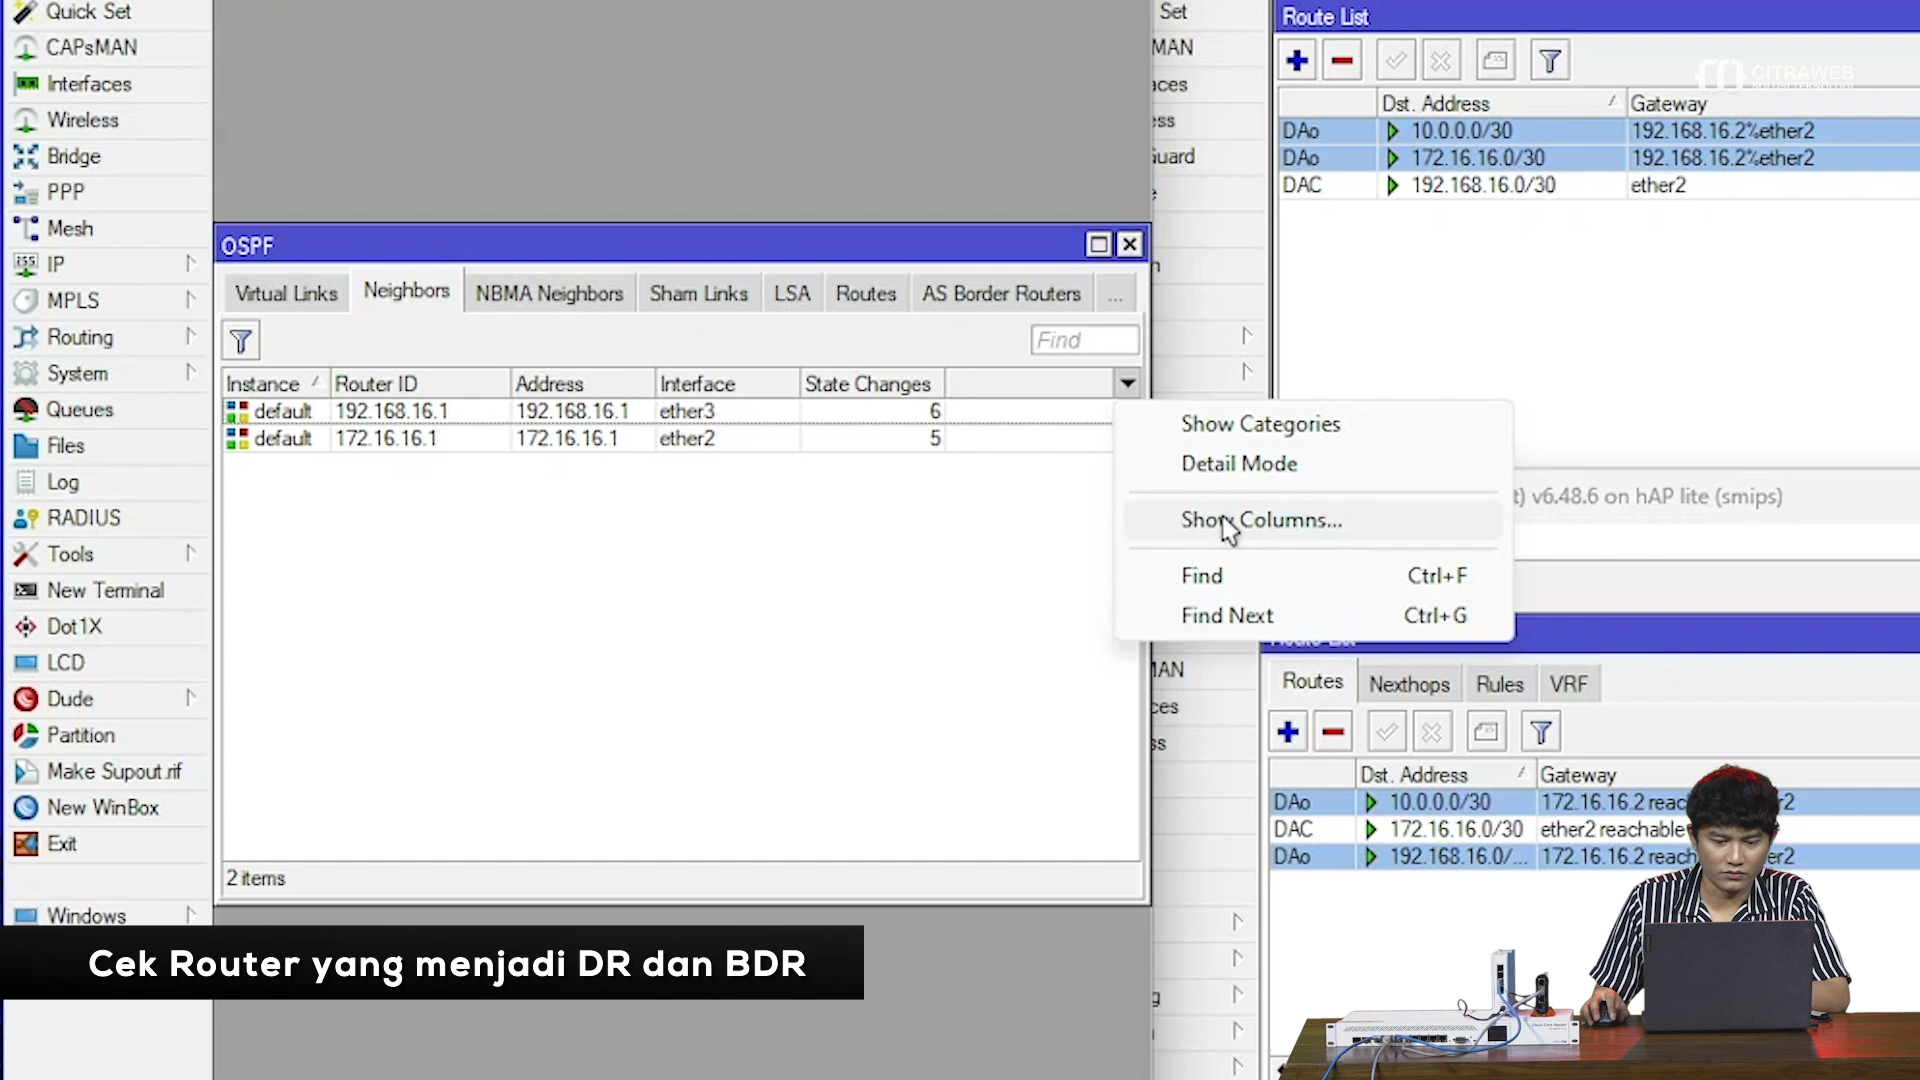 Quick Set
CAPsMAN
Interfaces
Wireless
Bridge
PPP
Mesh
IP
MPLS
Routing
System
Queues
Files
Log
RADIUS
Tools
New Terminal
Dot1X
LCD
Dude
Partition
Make Supout.rif
New WinBox
Exit
Windows
OSPF
Virtual Links Neighbors NBMA Neighbors Sham Links LSA Routes AS Border Routers ...
Find
Instance Router ID Address Interface State Changes
default 192.168.16.1 192.168.16.1 ether3 6
default 172.16.16.1 172.16.16.1 ether2 5
2 items
Show Categories
Detail Mode
Show Columns...
Find Ctrl+F
Find Next Ctrl+G
Set
MAN
aces
ess
Guard
Route List
CITRAWEB
SOLUSI TEKNOLOGI
Dst. Address Gateway
DAo 10.0.0.0/30 192.168.16.2%ether2
DAo 172.16.16.0/30 192.168.16.2%ether2
DAC 192.168.16.0/30 ether2
t) v6.48.6 on hAP lite (smips)
Routes Nexthops Rules VRF
Dst. Address Gateway
DAo 10.0.0.0/30 172.16.16.2 reac r2
DAC 172.16.16.0/30 ether2 reachable
DAo 192.168.16.0/... 172.16.16.2 reach er2
Cek Router yang menjadi DR dan BDR